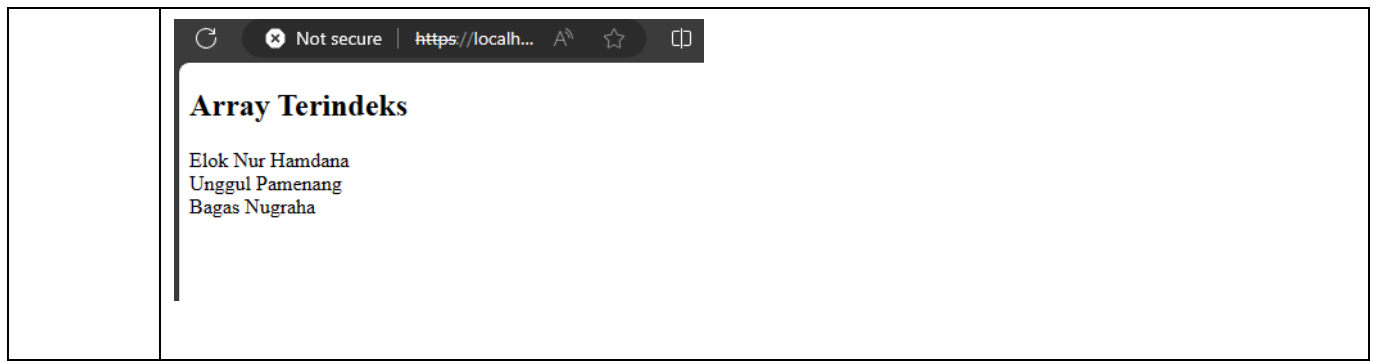 Not secure | https://localh... A
Array Terindeks
Elok Nur Hamdana
Unggul Pamenang
Bagas Nugraha